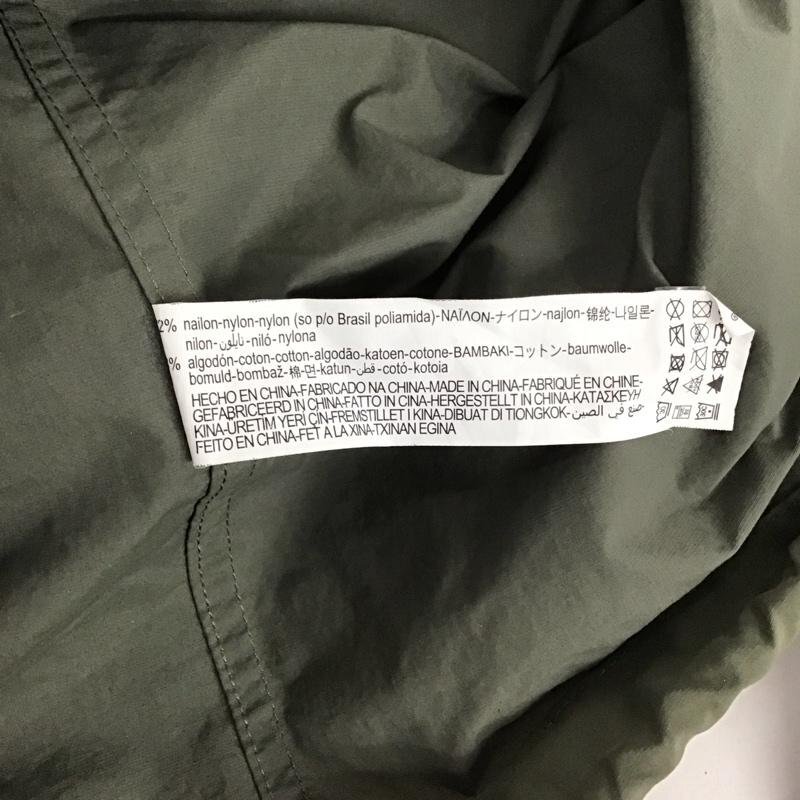 2% nailon-nylon-nylon (so p/o Brasil poliamida)-ΝΑΪΛΟΝ-ナイロン-najlon-锦纶-나일론-
nilon-نايلون-niló-nylona
% algodón-coton-cotton-algodão-katoen-cotone-BAMBAKI-コットン-baumwolle-
bomuld-bombaž-棉-면-katun-قطن-cotó-kotoia
HECHO EN CHINA-FABRICADO NA CHINA-MADE IN CHINA-FABRIQUÉ EN CHINE-
GEFABRICEERD IN CHINA-FATTO IN CINA-HERGESTELLT IN CHINA-ΚΑΤΑΣΚΕΥΗ
KINA-ÜRETIM YERİ ÇİN-FREMSTILLET I KINA-DIBUAT DI TIONGKOK-صنع في الصين-
FEITO EN CHINA-FET A LA XINA-TXINAN EGINA